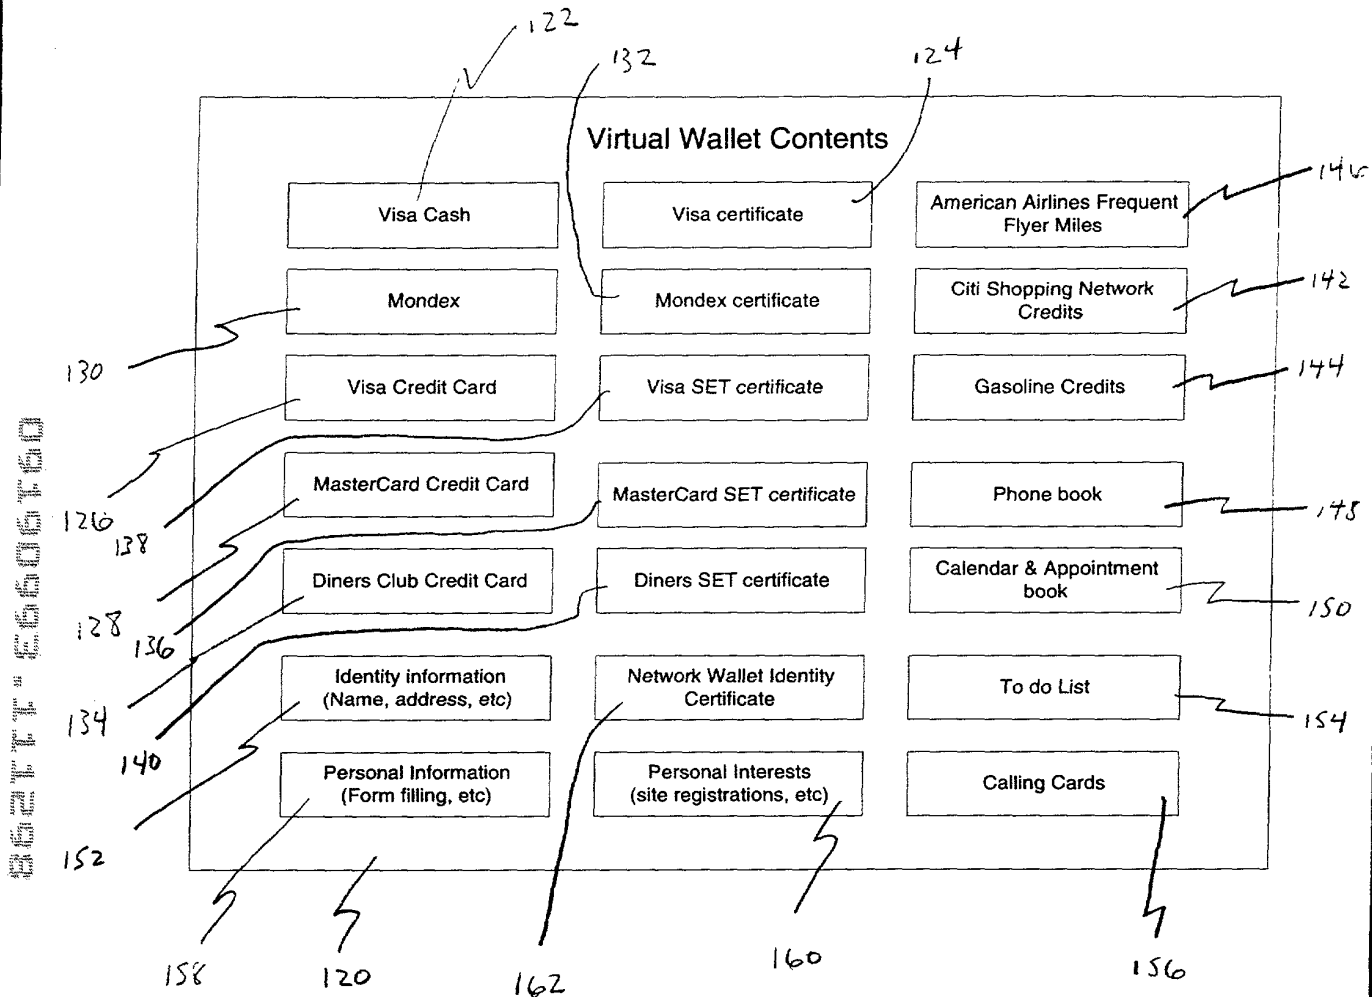 122
132
124
Virtual Wallet Contents
Visa Cash
Visa certificate
American Airlines Frequent
Flyer Miles
146
Mondex
Mondex certificate
Citi Shopping Network
Credits
142
130
Visa Credit Card
Visa SET certificate
Gasoline Credits
144
126
138
MasterCard Credit Card
MasterCard SET certificate
Phone book
148
128
136
Diners Club Credit Card
Diners SET certificate
Calendar & Appointment
book
150
134
140
Identity information
(Name, address, etc)
Network Wallet Identity
Certificate
To do List
154
152
Personal Information
(Form filling, etc)
Personal Interests
(site registrations, etc)
Calling Cards
158
120
162
160
156